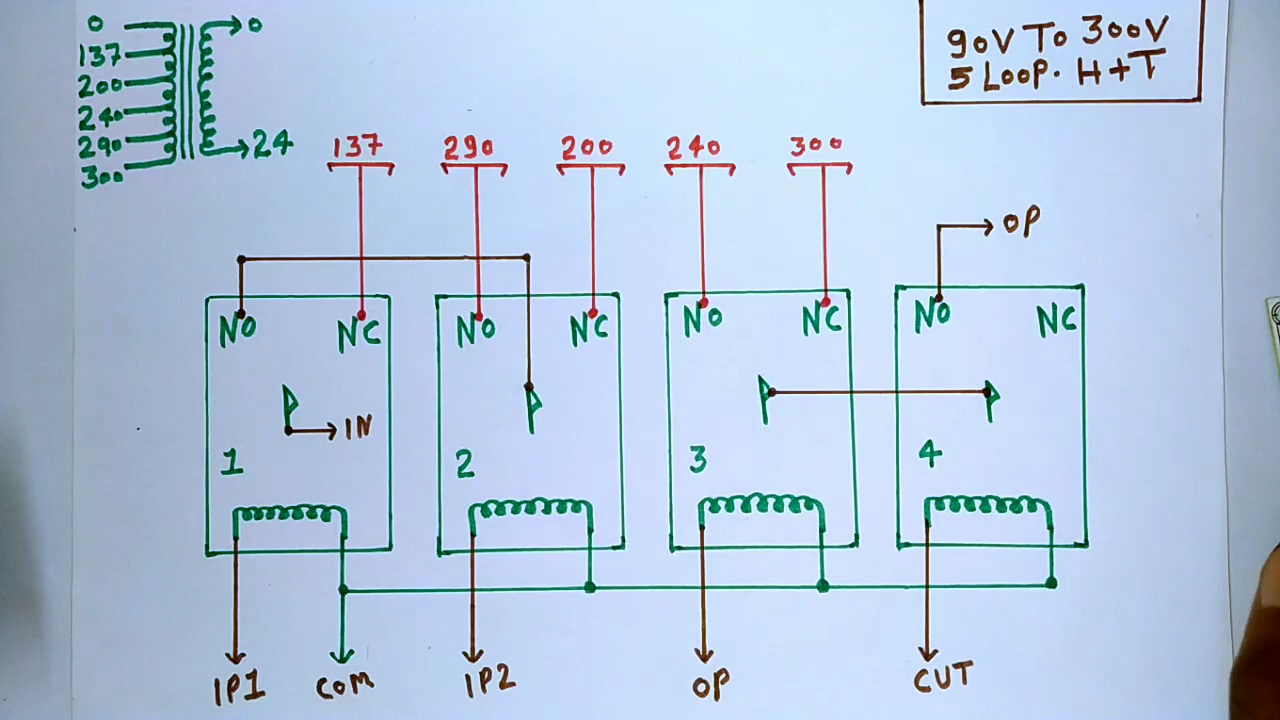 0
137
200
240
290
300
0
24
90V To 300V
5 LOOP. H+T
137 290 200 240 300
OP
NO NC NO NC NO NC NO NC
IN
1 2 3 4
IP1 COM IP2 OP CUT